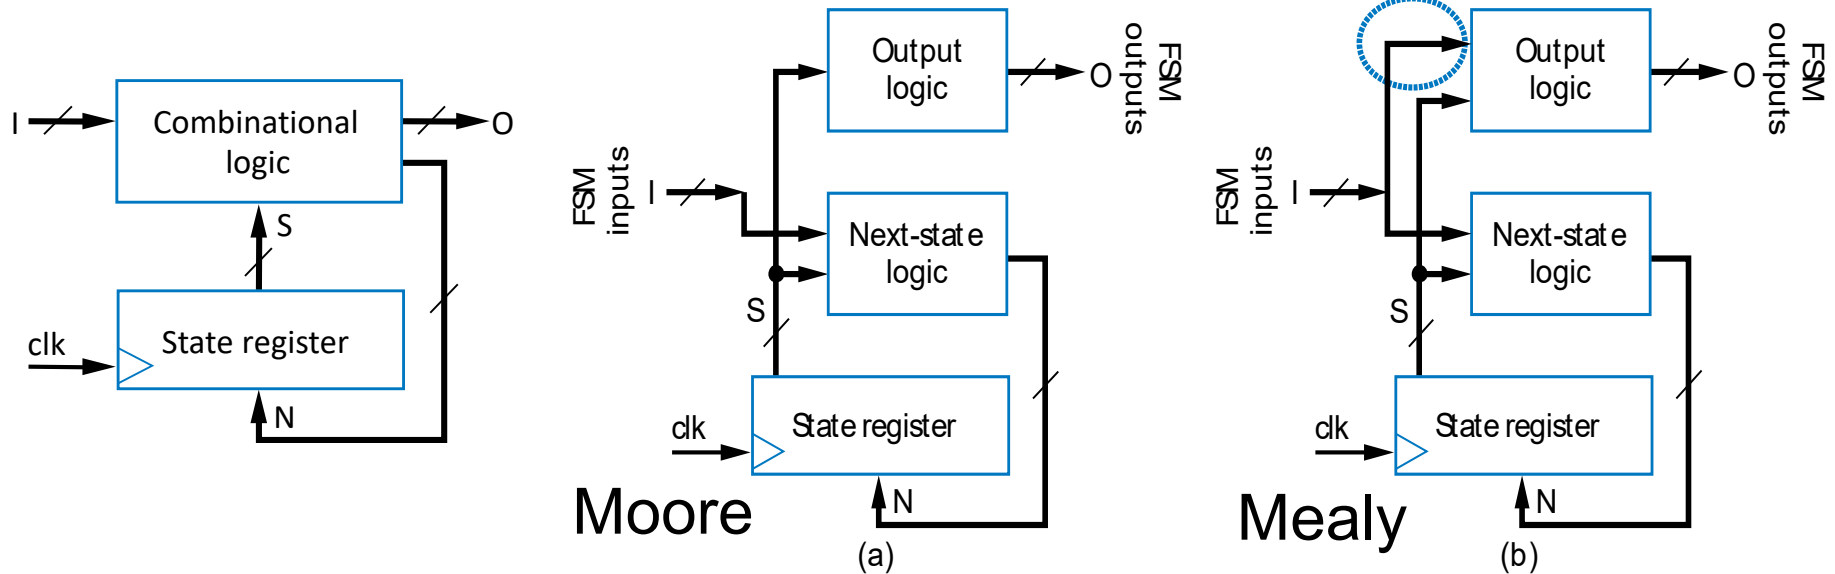 I
Combinational
logic
O
S
clk
State register
N
Output
logic
O
FSM
outputs
FSM
inputs
I
Next-state
logic
S
clk
State register
N
Moore
(a)
Output
logic
O
FSM
outputs
FSM
inputs
I
Next-state
logic
S
clk
State register
N
Mealy
(b)